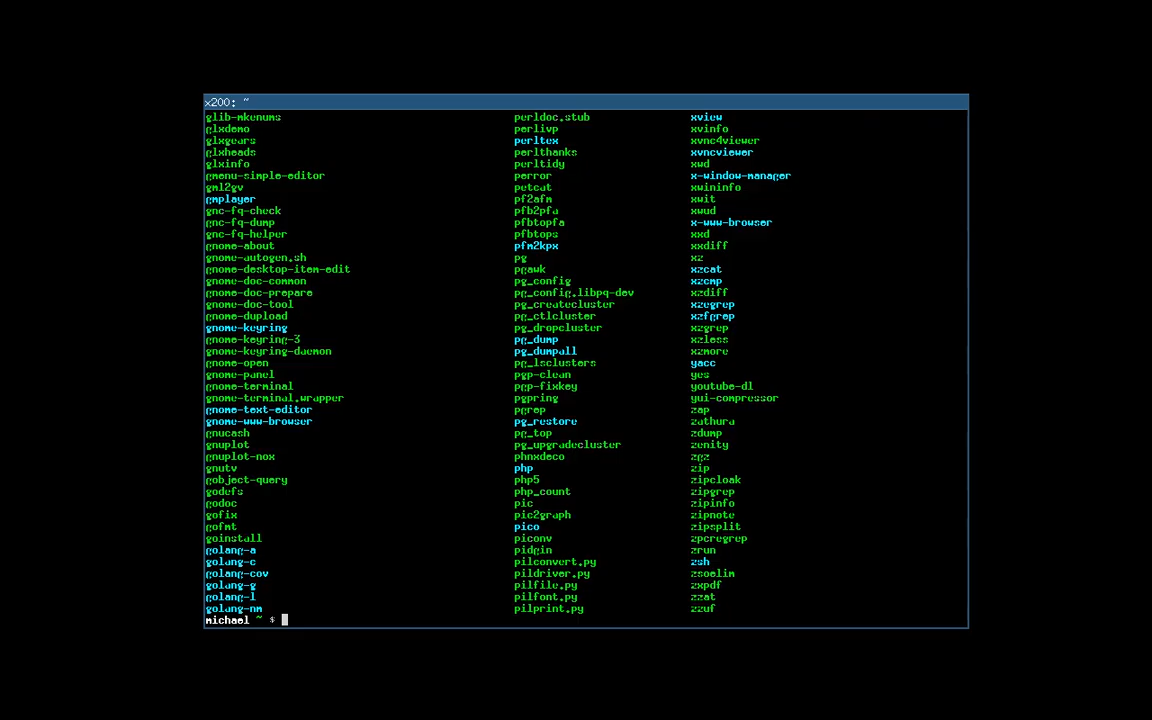 x200: ~
glib-mkenums perldoc.stub xview
glxdemo perlivp xvinfo
glxgears perltex xvnc4viewer
glxheads perlthanks xvncviewer
glxinfo perltidy xwd
gmenu-simple-editor perror x-window-manager
gml2gv petcat xwininfo
gmplayer pf2afm xwit
gnc-fq-check pfb2pfa xwud
gnc-fq-dump pfbtopfa x-www-browser
gnc-fq-helper pfbtops xxd
gnome-about pfm2kpx xxdiff
gnome-autogen.sh pg xz
gnome-desktop-item-edit pgawk xzcat
gnome-doc-common pg_config xzcmp
gnome-doc-prepare pg_config.libpq-dev xzdiff
gnome-doc-tool pg_createcluster xzegrep
gnome-dupload pg_ctlcluster xzfgrep
gnome-keyring pg_dropcluster xzgrep
gnome-keyring-3 pg_dump xzless
gnome-keyring-daemon pg_dumpall xzmore
gnome-open pg_lsclusters yacc
gnome-panel pgp-clean yes
gnome-terminal pgp-fixkey youtube-dl
gnome-terminal.wrapper pgpring yui-compressor
gnome-text-editor pgrep zap
gnome-www-browser pg_restore zathura
gnucash pg_top zdump
gnuplot pg_upgradecluster zenity
gnuplot-nox phnxdeco zgz
gnutv php zip
gobject-query php5 zipcloak
godefs php_count zipgrep
godoc pic zipinfo
gofix pic2graph zipnote
gofmt pico zipsplit
goinstall piconv zpcregrep
golang-a pidgin zrun
golang-c pilconvert.py zsh
golang-cov pildriver.py zsoelim
golang-g pilfile.py zxpdf
golang-l pilfont.py zzat
golang-nm pilprint.py zzuf
michael ~ $